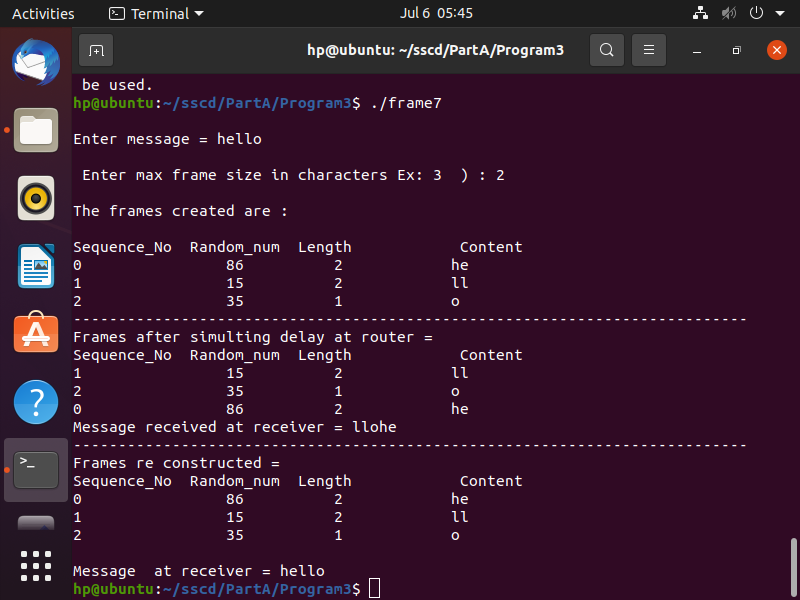 Activities Terminal Jul 6 05:45
hp@ubuntu: ~/sscd/PartA/Program3
be used.
hp@ubuntu:~/sscd/PartA/Program3$ ./frame7
Enter message = hello
Enter max frame size in characters Ex: 3  ) : 2
The frames created are :
Sequence_No  Random_num  Length            Content
0                86          2            he
1                15          2            ll
2                35          1            o
---------------------------------------------------------------------------
Frames after simulting delay at router =
Sequence_No  Random_num  Length            Content
1                15          2            ll
2                35          1            o
0                86          2            he
Message received at receiver = llohe
---------------------------------------------------------------------------
Frames re constructed =
Sequence_No  Random_num  Length            Content
0                86          2            he
1                15          2            ll
2                35          1            o
Message  at receiver = hello
hp@ubuntu:~/sscd/PartA/Program3$